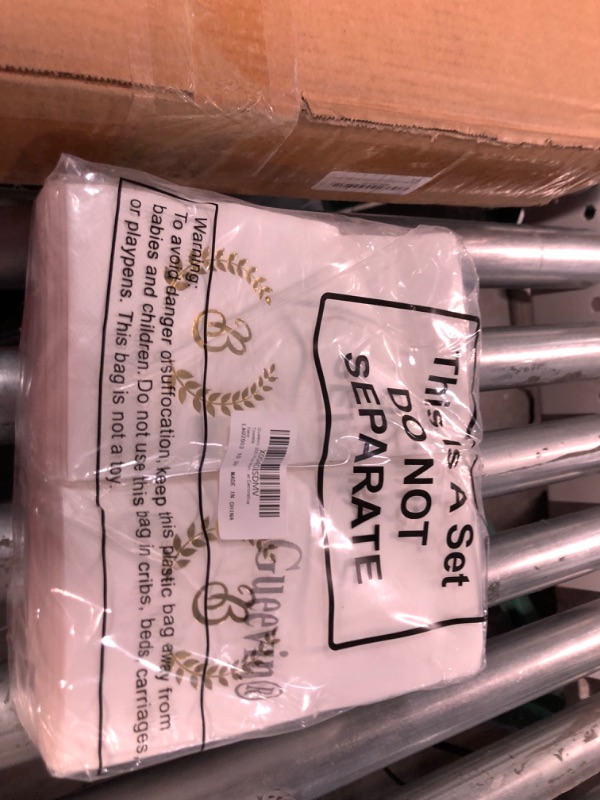 This is A Set
DO NOT
SEPARATE
Warning:
To avoid danger of suffocation, keep this plastic bag away from
babies and children. Do not use this bag in cribs, beds, carriages
or playpens. This bag is not a toy.
B
B
Gueevin®
MADE IN CHINA